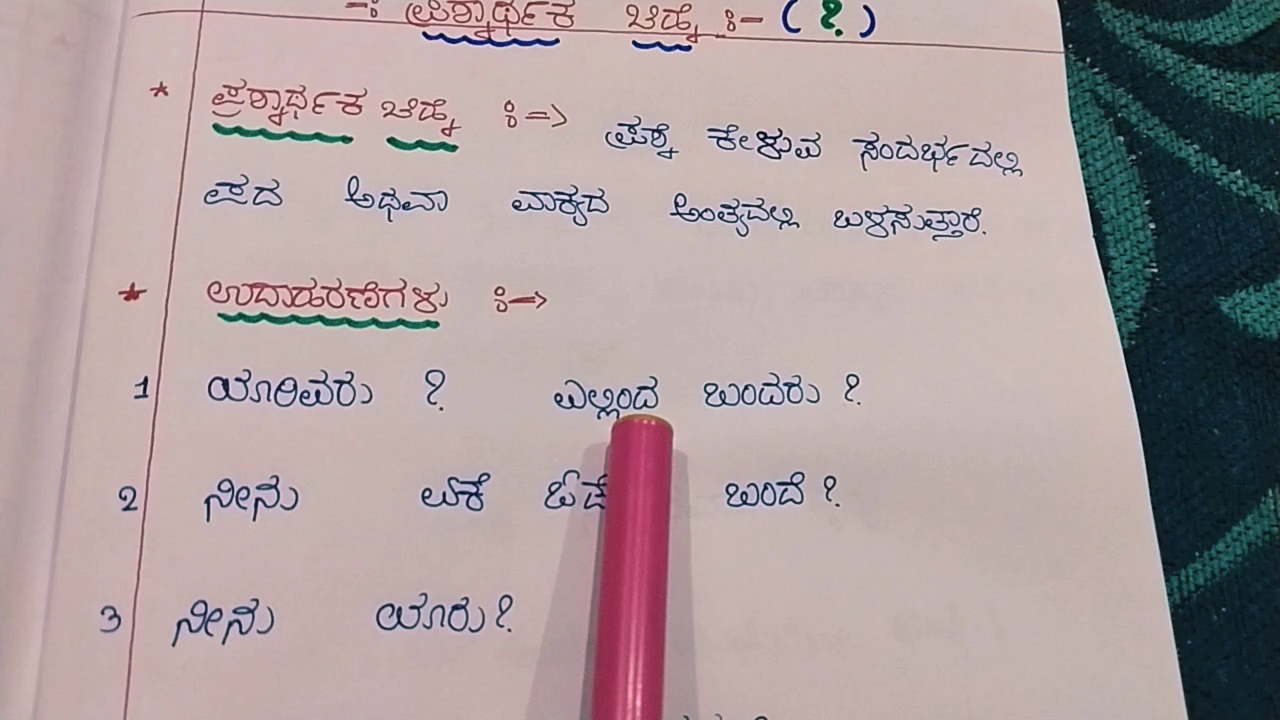 -: ಪ್ರಶ್ನಾರ್ಥಕ ಚಿಹ್ನೆ :- (?)
* ಪ್ರಶ್ನಾರ್ಥಕ ಚಿಹ್ನೆ :=> ಪ್ರಶ್ನೆ ಕೇಳುವ ಸಂದರ್ಭದಲ್ಲಿ
ಪದ ಅಥವಾ ವಾಕ್ಯದ ಅಂತ್ಯದಲ್ಲಿ ಬಳಸುತ್ತಾರೆ.
* ಉದಾಹರಣೆಗಳು :->
1 ಯಾರಿವರು ? ಎಲ್ಲಿಂದ ಬಂದರು ?
2 ನೀನು ಏಕೆ ಬಂದೆ ?
3 ನೀನು ಯಾರು ?